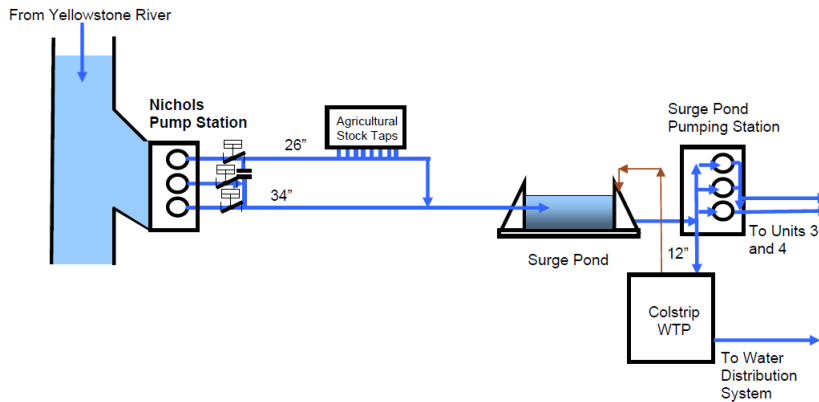 From Yellowstone River
Nichols
Pump Station
26”
34”
Agricultural
Stock Taps
Surge Pond
Surge Pond
Pumping Station
12”
To Units 3
and 4
Colstrip
WTP
To Water
Distribution
System